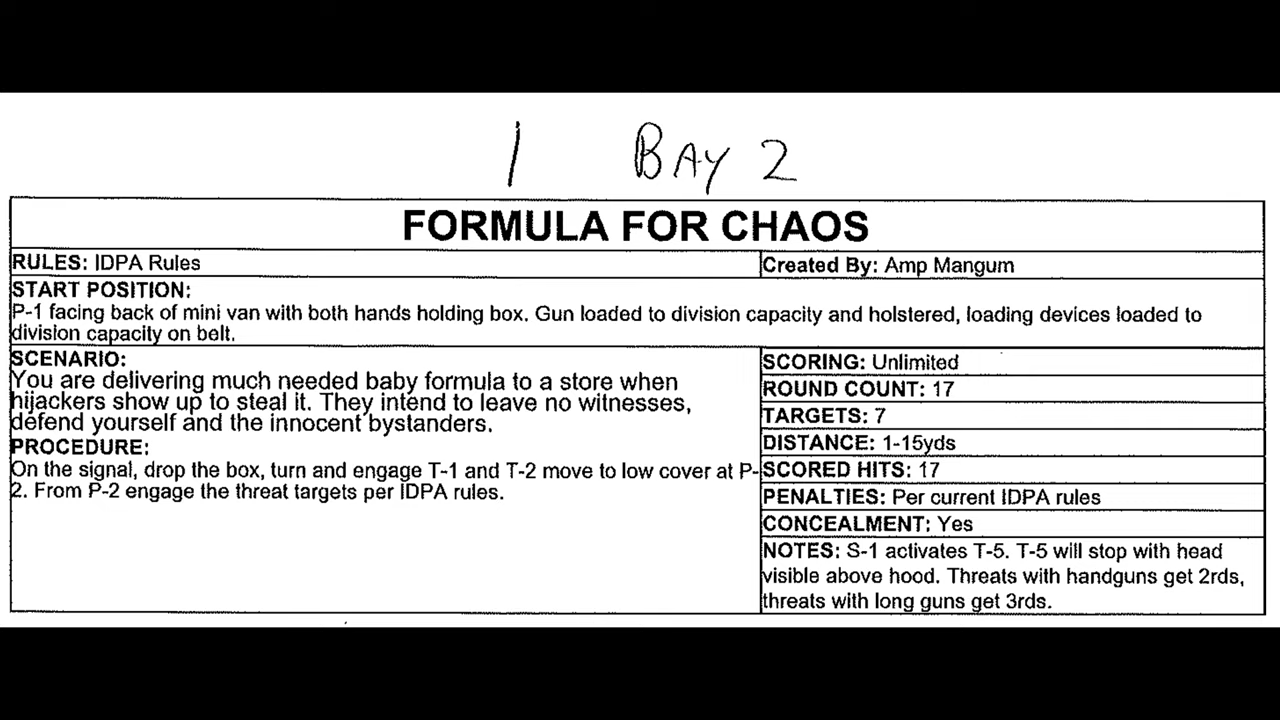 1 BAY 2
FORMULA FOR CHAOS
RULES: IDPA Rules
Created By: Amp Mangum
START POSITION:
P-1 facing back of mini van with both hands holding box. Gun loaded to division capacity and holstered, loading devices loaded to
division capacity on belt.
SCENARIO:
You are delivering much needed baby formula to a store when
hijackers show up to steal it. They intend to leave no witnesses,
defend yourself and the innocent bystanders.
PROCEDURE:
On the signal, drop the box, turn and engage T-1 and T-2 move to low cover at P-
2. From P-2 engage the threat targets per IDPA rules.
SCORING: Unlimited
ROUND COUNT: 17
TARGETS: 7
DISTANCE: 1-15yds
SCORED HITS: 17
PENALTIES: Per current IDPA rules
CONCEALMENT: Yes
NOTES: S-1 activates T-5. T-5 will stop with head
visible above hood. Threats with handguns get 2rds,
threats with long guns get 3rds.